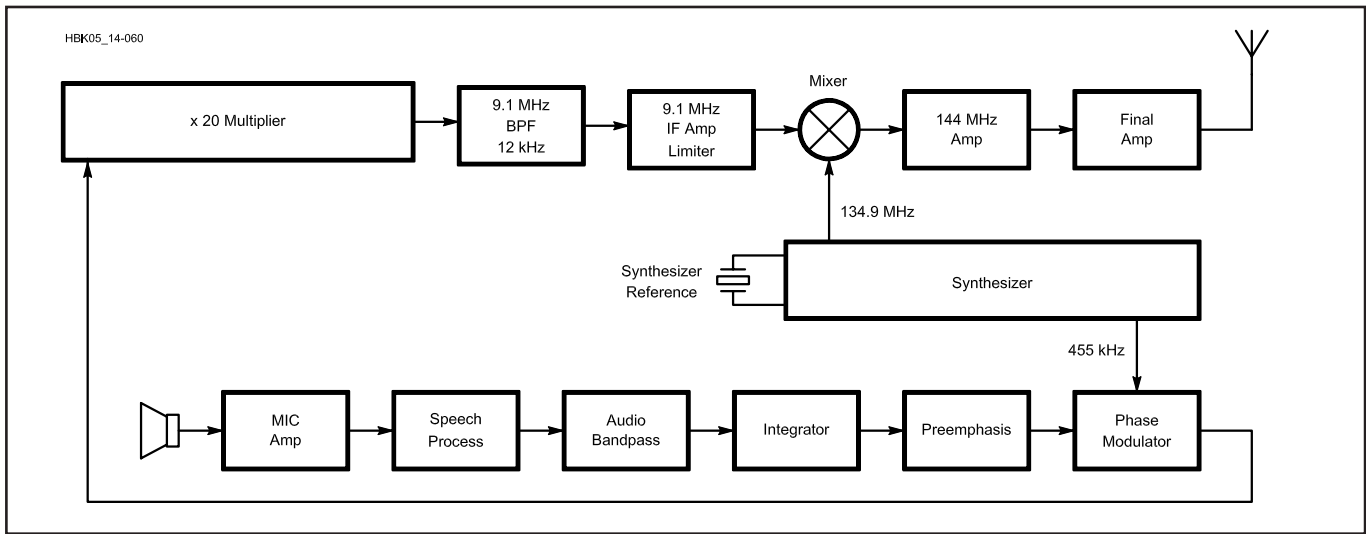 HBK05_14-060
x 20 Multiplier
9.1 MHz
BPF
12 kHz
9.1 MHz
IF Amp
Limiter
Mixer
144 MHz
Amp
Final
Amp
134.9 MHz
Synthesizer
Reference
Synthesizer
455 kHz
MIC
Amp
Speech
Process
Audio
Bandpass
Integrator
Preemphasis
Phase
Modulator